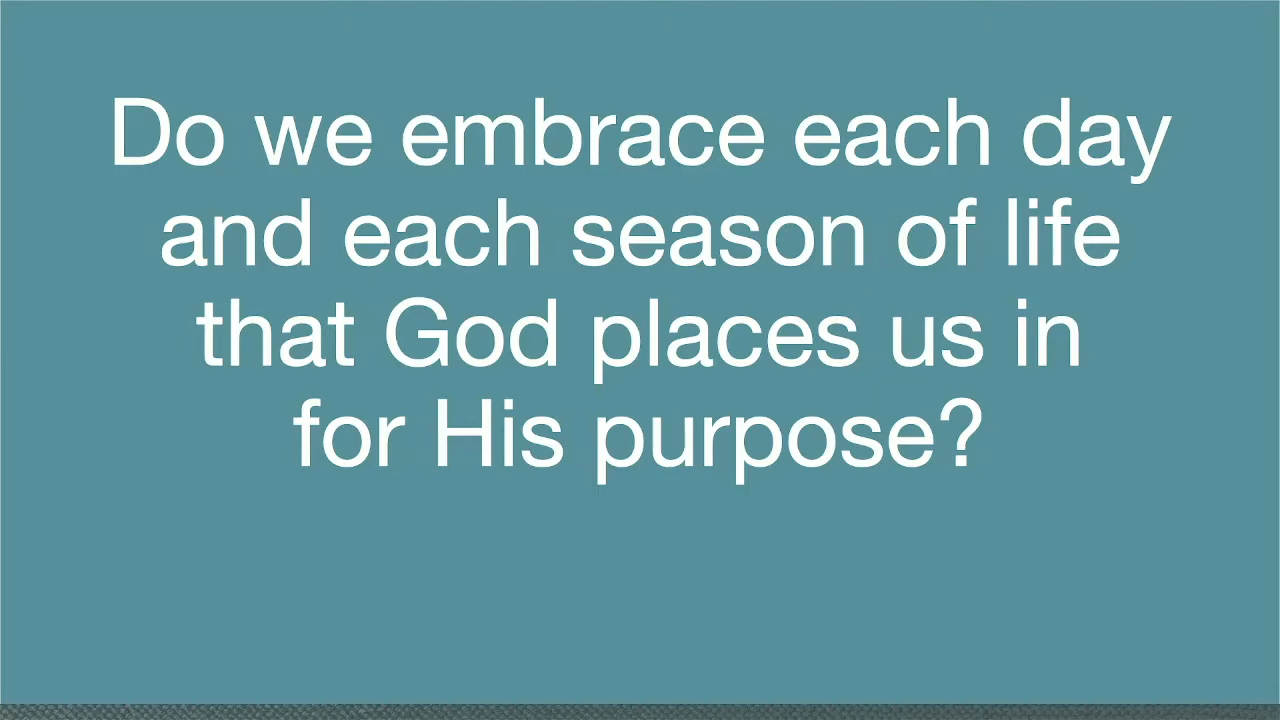 Do we embrace each day
and each season of life
that God places us in
for His purpose?